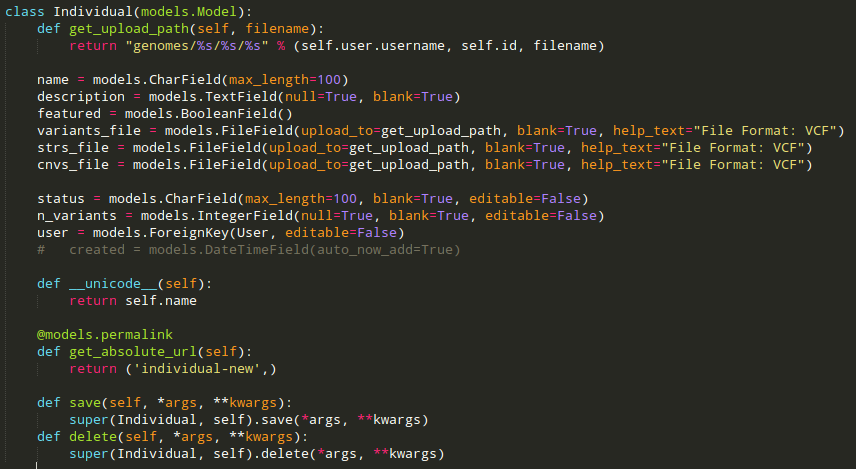 class Individual(models.Model):
    def get_upload_path(self, filename):
        return "genomes/%s/%s/%s" % (self.user.username, self.id, filename)

    name = models.CharField(max_length=100)
    description = models.TextField(null=True, blank=True)
    featured = models.BooleanField()
    variants_file = models.FileField(upload_to=get_upload_path, blank=True, help_text="File Format: VCF")
    strs_file = models.FileField(upload_to=get_upload_path, blank=True, help_text="File Format: VCF")
    cnvs_file = models.FileField(upload_to=get_upload_path, blank=True, help_text="File Format: VCF")

    status = models.CharField(max_length=100, blank=True, editable=False)
    n_variants = models.IntegerField(null=True, blank=True, editable=False)
    user = models.ForeignKey(User, editable=False)
    #   created = models.DateTimeField(auto_now_add=True)

    def __unicode__(self):
        return self.name

    @models.permalink
    def get_absolute_url(self):
        return ('individual-new',)

    def save(self, *args, **kwargs):
        super(Individual, self).save(*args, **kwargs)
    def delete(self, *args, **kwargs):
        super(Individual, self).delete(*args, **kwargs)